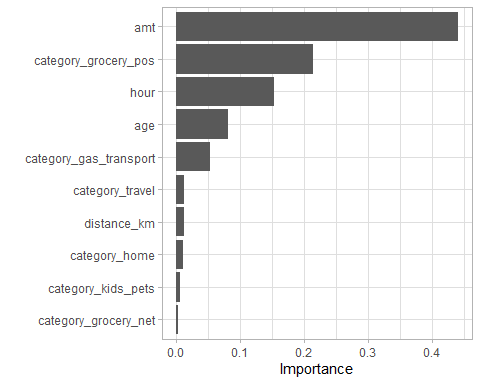 amt
category_grocery_pos
hour
age
category_gas_transport
category_travel
distance_km
category_home
category_kids_pets
category_grocery_net
0.0 0.1 0.2 0.3 0.4
Importance